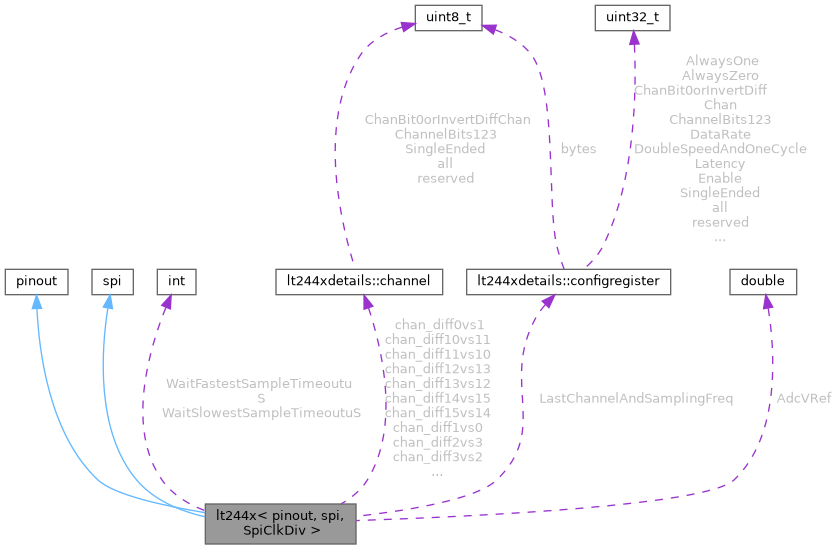 uint8_t
uint32_t
AlwaysOne
AlwaysZero
ChanBit0orInvertDiff
Chan
ChannelBits123
DataRate
DoubleSpeedAndOneCycle
Latency
Enable
SingleEnded
all
reserved
...
ChanBit0orInvertDiffChan
ChannelBits123
SingleEnded
all
reserved
bytes
pinout
spi
int
lt244xdetails::channel
lt244xdetails::configregister
double
WaitFastestSampleTimeoutu
S
WaitSlowestSampleTimeoutuS
chan_diff0vs1
chan_diff10vs11
chan_diff11vs10
chan_diff12vs13
chan_diff13vs12
chan_diff14vs15
chan_diff15vs14
chan_diff1vs0
chan_diff2vs3
chan_diff3vs2
...
LastChannelAndSamplingFreq
AdcVRef
lt244x< pinout, spi,
SpiClkDiv >